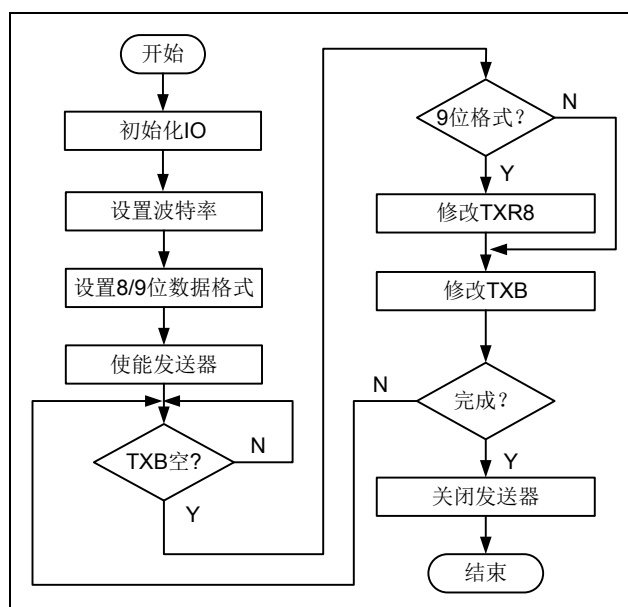 开始
初始化IO
设置波特率
设置8/9位数据格式
使能发送器
TXB空?
N
Y
9位格式?
N
Y
修改TXR8
修改TXB
完成?
N
Y
关闭发送器
结束